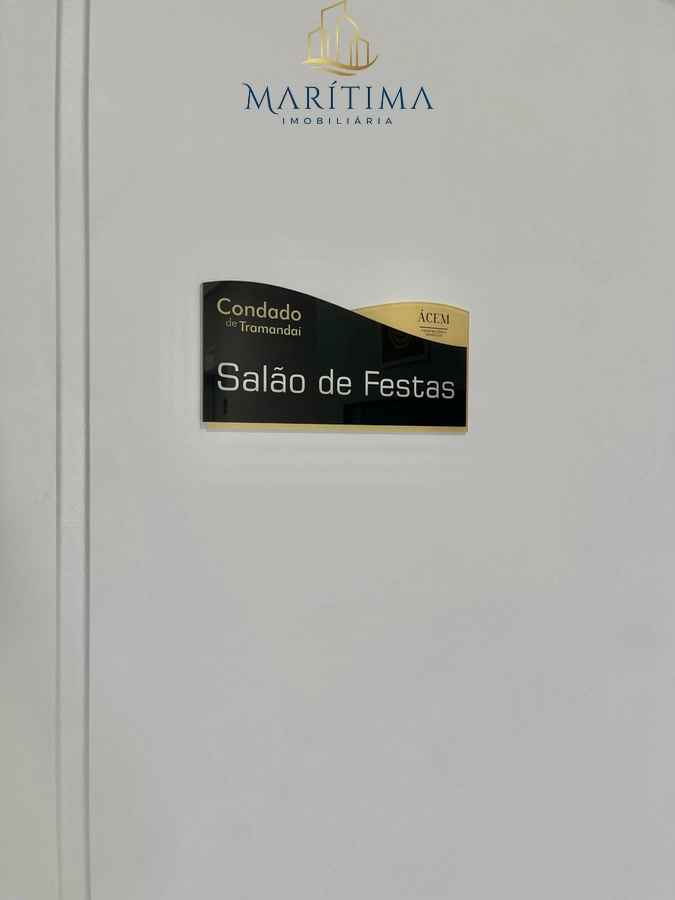 MARÍTIMA
IMOBILIÁRIA
Condado
de Tramandaí
ÁCEM
Salão de Festas